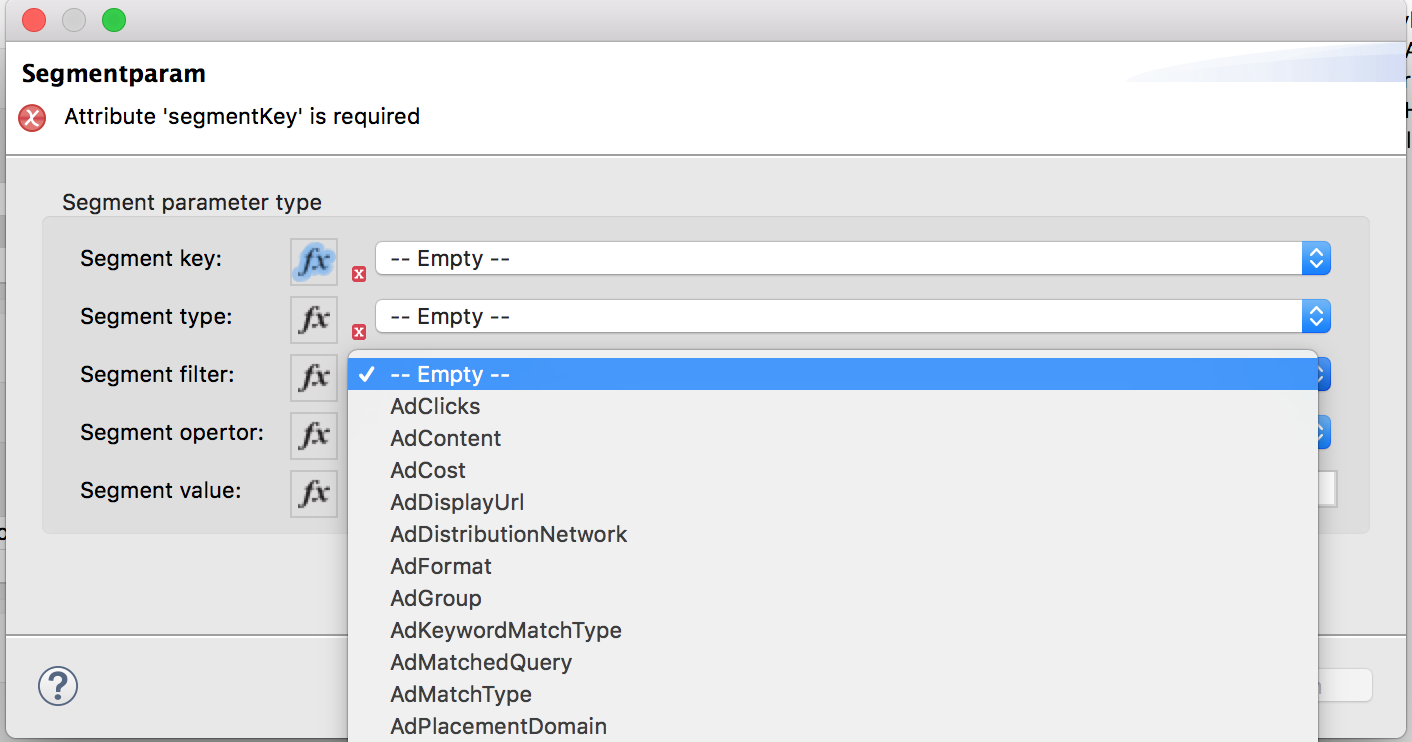 Segmentparam
Attribute 'segmentKey' is required
Segment parameter type
Segment key: fx -- Empty --
Segment type: fx -- Empty --
Segment filter: fx -- Empty --
AdClicks
AdContent
Segment opertor: fx
AdCost
Segment value: fx
AdDisplayUrl
AdDistributionNetwork
AdFormat
AdGroup
AdKeywordMatchType
AdMatchedQuery
AdMatchType
AdPlacementDomain